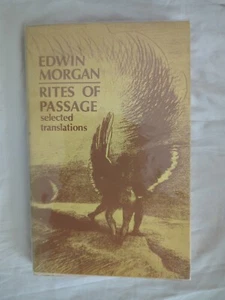 EDWIN
MORGAN
RITES OF
PASSAGE
selected
translations